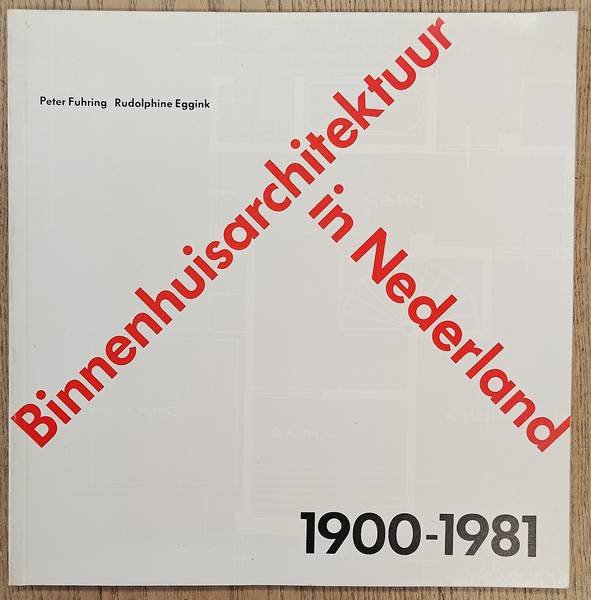 Peter Fuhring Rudolphine Eggink
Binnenhuisarchitektuur
in Nederland
1900-1981